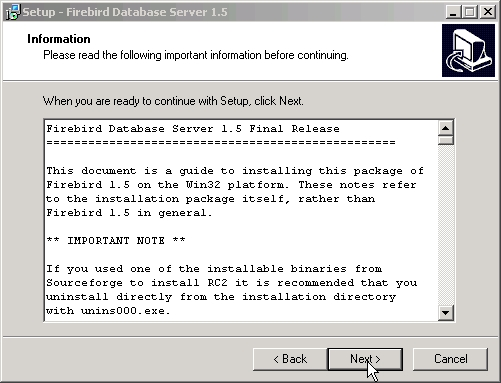 Setup - Firebird Database Server 1.5
Information
Please read the following important information before continuing.
When you are ready to continue with Setup, click Next.
Firebird Database Server 1.5 Final Release
==========================================
This document is a guide to installing this package of
Firebird 1.5 on the Win32 platform. These notes refer
to the installation package itself, rather than
Firebird 1.5 in general.
** IMPORTANT NOTE **
If you used one of the installable binaries from
Sourceforge to install RC2 it is recommended that you
uninstall directly from the installation directory
with unins000.exe.
< Back
Next >
Cancel